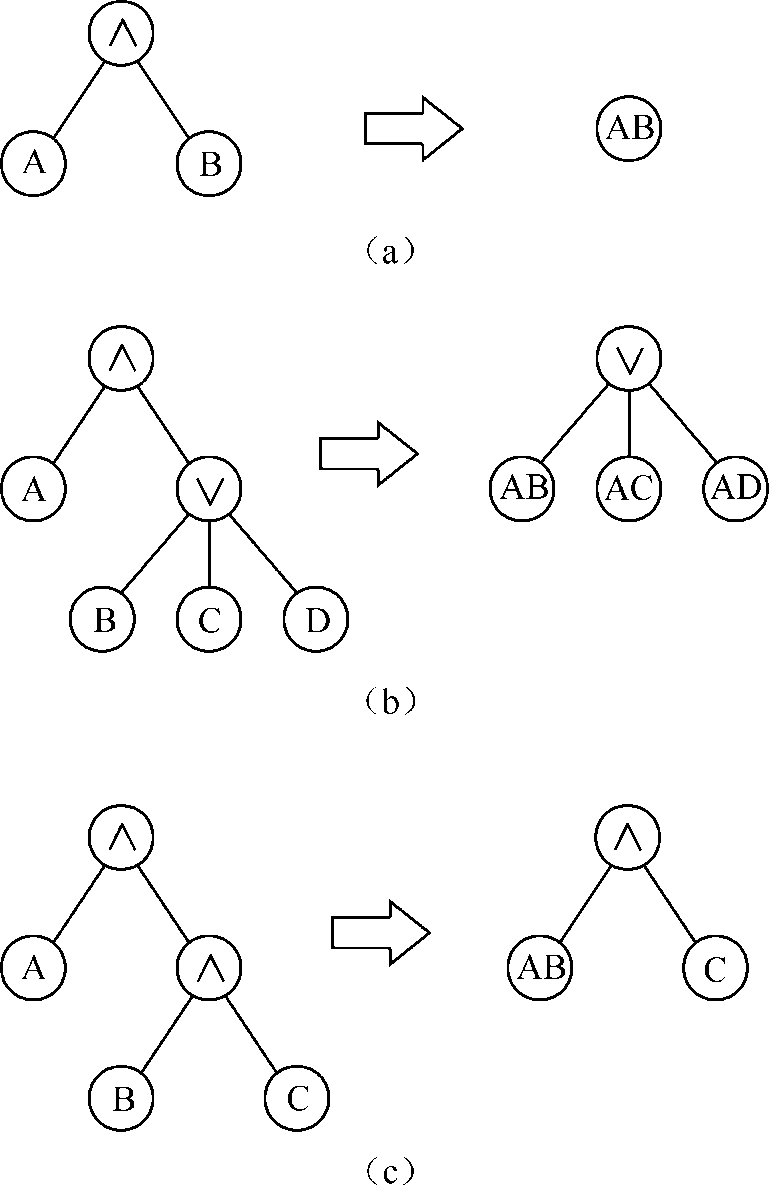 ∧
A B AB
（a）
∧ ∨
A ∨ AB AC AD
B C D
（b）
∧ ∧
A ∧ AB C
B C
（c）